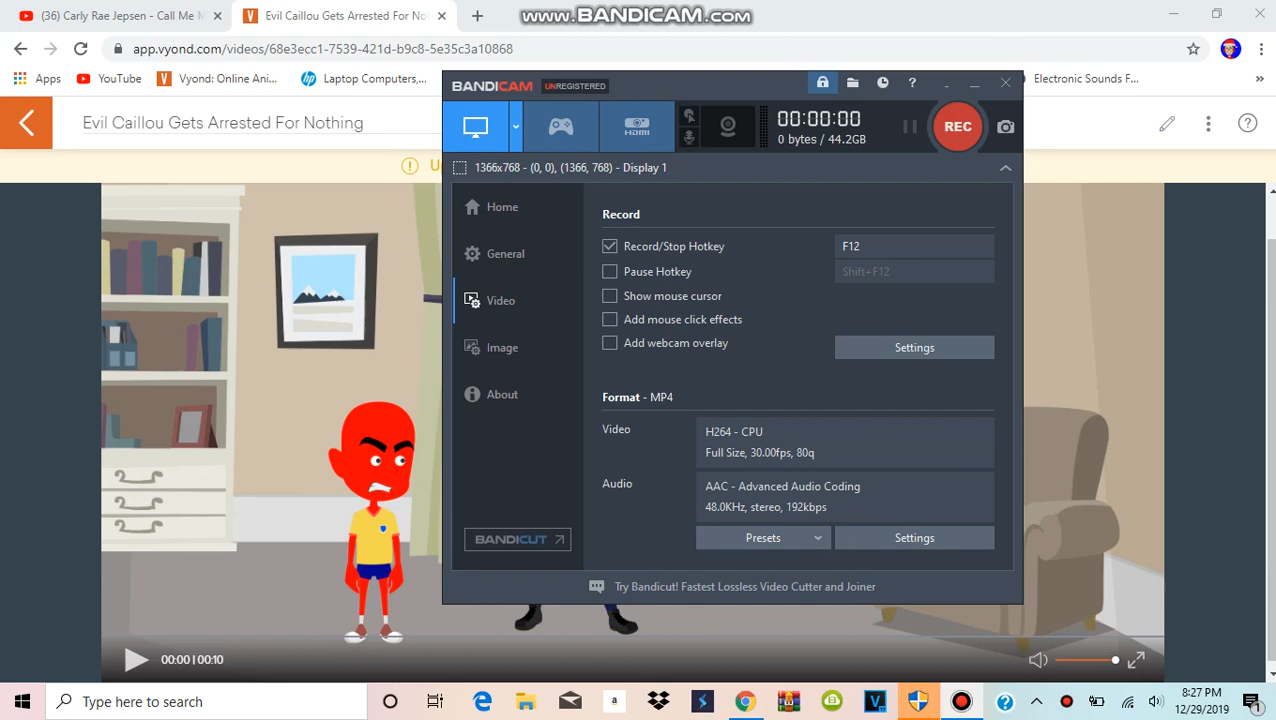 (36) Carly Rae Jepsen - Call Me M
Evil Caillou Gets Arrested For Not
www.BANDICAM.com
app.vyond.com/videos/68e3ecc1-7539-421d-b9c8-5e35c3a10868
Apps
YouTube
Vyond: Online Ani...
Laptop Computers,
Electronic Sounds F...
»
BANDICAM
UNREGISTERED
Evil Caillou Gets Arrested For Nothing
HDMI
00:00:00
0 bytes / 44.2GB
REC
1366x768 - (0, 0), (1366, 768) - Display 1
Home
General
Video
Image
About
BANDICUT
Record
Record/Stop Hotkey
F12
Pause Hotkey
Shift+F12
Show mouse cursor
Add mouse click effects
Add webcam overlay
Settings
Format - MP4
Video
H264 - CPU
Full Size, 30.00fps, 80q
Audio
AAC - Advanced Audio Coding
48.0KHz, stereo, 192kbps
Presets
Settings
Try Bandicut! Fastest Lossless Video Cutter and Joiner
00:00 | 00:10
Type here to search
8:27 PM
12/29/2019
1